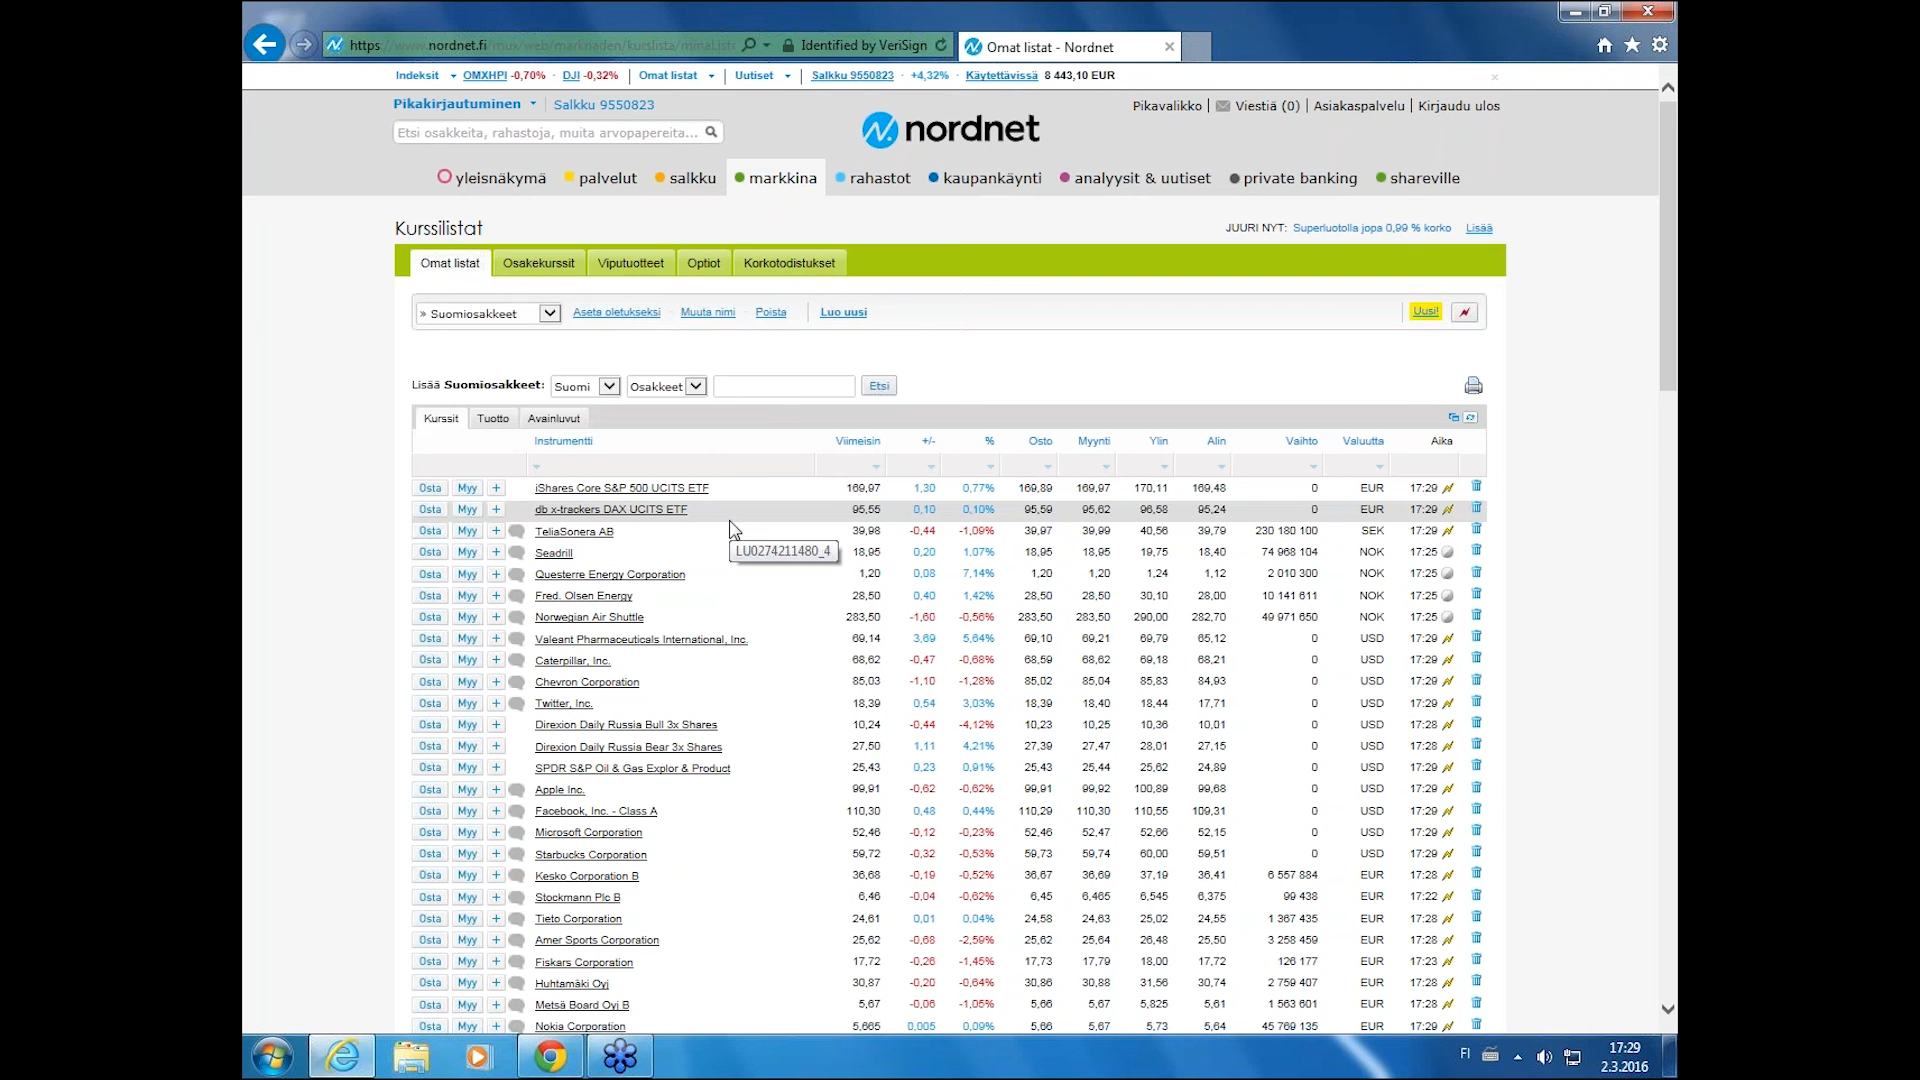 https://www.nordnet.fi/mux/web/marknaden/kurslista/mmaList Identified by VeriSign Omat listat - Nordnet
Indeksit OMXHPI -0,70% · DJI -0,32% Omat listat Uutiset Salkku 9550823 · +4,32% · Käytettävissä 8 443,10 EUR
Pikakirjautuminen Salkku 9550823
Pikavalikko Viestiä (0) Asiakaspalvelu Kirjaudu ulos
Etsi osakkeita, rahastoja, muita arvopapereita...
nordnet
yleisnäkymä palvelut salkku markkina rahastot kaupankäynti analyysit & uutiset private banking shareville
Kurssilistat
JUURI NYT: Superluotolla jopa 0,99 % korko Lisää
Omat listat Osakekurssit Viputuotteet Optiot Korkotodistukset
» Suomiosakkeet Aseta oletukseksi Muuta nimi Poista Luo uusi Uusi!
Lisää Suomiosakkeet: Suomi Osakkeet Etsi
Kurssit Tuotto Avainluvut
Instrumentti Viimeisin +/- % Osto Myynti Ylin Alin Vaihto Valuutta Aika
Osta Myy + iShares Core S&P 500 UCITS ETF 169,97 1,30 0,77% 169,89 169,97 170,11 169,48 0 EUR 17:29
Osta Myy + db x-trackers DAX UCITS ETF 95,55 0,10 0,10% 95,59 95,62 96,58 95,24 0 EUR 17:29
Osta Myy + TeliaSonera AB 39,98 -0,44 -1,09% 39,97 39,99 40,56 39,79 230 180 100 SEK 17:29
LU0274211480_4
Osta Myy + Seadrill 18,95 0,20 1,07% 18,95 18,95 19,75 18,40 74 968 104 NOK 17:25
Osta Myy + Questerre Energy Corporation 1,20 0,08 7,14% 1,20 1,20 1,24 1,12 2 010 300 NOK 17:25
Osta Myy + Fred. Olsen Energy 28,50 0,40 1,42% 28,50 28,50 30,10 28,00 10 141 611 NOK 17:25
Osta Myy + Norwegian Air Shuttle 283,50 -1,60 -0,56% 283,50 283,50 290,00 282,70 49 971 650 NOK 17:25
Osta Myy + Valeant Pharmaceuticals International, Inc. 69,14 3,69 5,64% 69,10 69,21 69,79 65,12 0 USD 17:29
Osta Myy + Caterpillar, Inc. 68,62 -0,47 -0,68% 68,59 68,62 69,18 68,21 0 USD 17:29
Osta Myy + Chevron Corporation 85,03 -1,10 -1,28% 85,02 85,04 85,83 84,93 0 USD 17:29
Osta Myy + Twitter, Inc. 18,39 0,54 3,03% 18,39 18,40 18,44 17,71 0 USD 17:29
Osta Myy + Direxion Daily Russia Bull 3x Shares 10,24 -0,44 -4,12% 10,23 10,25 10,36 10,01 0 USD 17:28
Osta Myy + Direxion Daily Russia Bear 3x Shares 27,50 1,11 4,21% 27,39 27,47 28,01 27,15 0 USD 17:28
Osta Myy + SPDR S&P Oil & Gas Explor & Product 25,43 0,23 0,91% 25,43 25,44 25,62 24,89 0 USD 17:29
Osta Myy + Apple Inc. 99,91 -0,62 -0,62% 99,91 99,92 100,89 99,68 0 USD 17:29
Osta Myy + Facebook, Inc. - Class A 110,30 0,48 0,44% 110,29 110,30 110,55 109,31 0 USD 17:29
Osta Myy + Microsoft Corporation 52,46 -0,12 -0,23% 52,46 52,47 52,66 52,15 0 USD 17:29
Osta Myy + Starbucks Corporation 59,72 -0,32 -0,53% 59,73 59,74 60,00 59,51 0 USD 17:29
Osta Myy + Kesko Corporation B 36,68 -0,19 -0,52% 36,67 36,69 37,19 36,41 6 557 884 EUR 17:28
Osta Myy + Stockmann Plc B 6,46 -0,04 -0,62% 6,45 6,465 6,545 6,375 99 438 EUR 17:22
Osta Myy + Tieto Corporation 24,61 0,01 0,04% 24,58 24,63 25,02 24,55 1 367 435 EUR 17:28
Osta Myy + Amer Sports Corporation 25,62 -0,68 -2,59% 25,62 25,64 26,48 25,50 3 258 459 EUR 17:28
Osta Myy + Fiskars Corporation 17,72 -0,26 -1,45% 17,73 17,79 18,00 17,72 126 177 EUR 17:23
Osta Myy + Huhtamäki Oyj 30,87 -0,20 -0,64% 30,86 30,88 31,56 30,74 2 759 407 EUR 17:28
Osta Myy + Metsä Board Oyj B 5,67 -0,06 -1,05% 5,66 5,67 5,825 5,61 1 563 601 EUR 17:28
Osta Myy + Nokia Corporation 5,665 0,005 0,09% 5,66 5,67 5,73 5,64 45 769 135 EUR 17:29
FI 17:29
2.3.2016